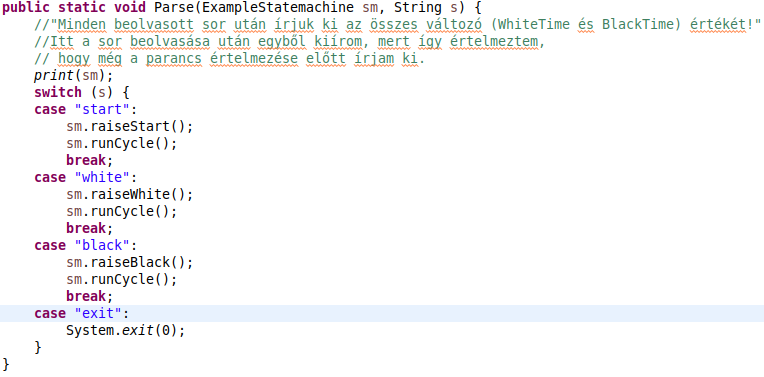 public static void Parse(ExampleStatemachine sm, String s) {
    //"Minden beolvasott sor után írjuk ki az összes változó (WhiteTime és BlackTime) értékét!"
    //Itt a sor beolvasása után egyből kiírom, mert így értelmeztem,
    // hogy még a parancs értelmezése előtt írjam ki.
    print(sm);
    switch (s) {
    case "start":
        sm.raiseStart();
        sm.runCycle();
        break;
    case "white":
        sm.raiseWhite();
        sm.runCycle();
        break;
    case "black":
        sm.raiseBlack();
        sm.runCycle();
        break;
    case "exit":
        System.exit(0);
    }
}